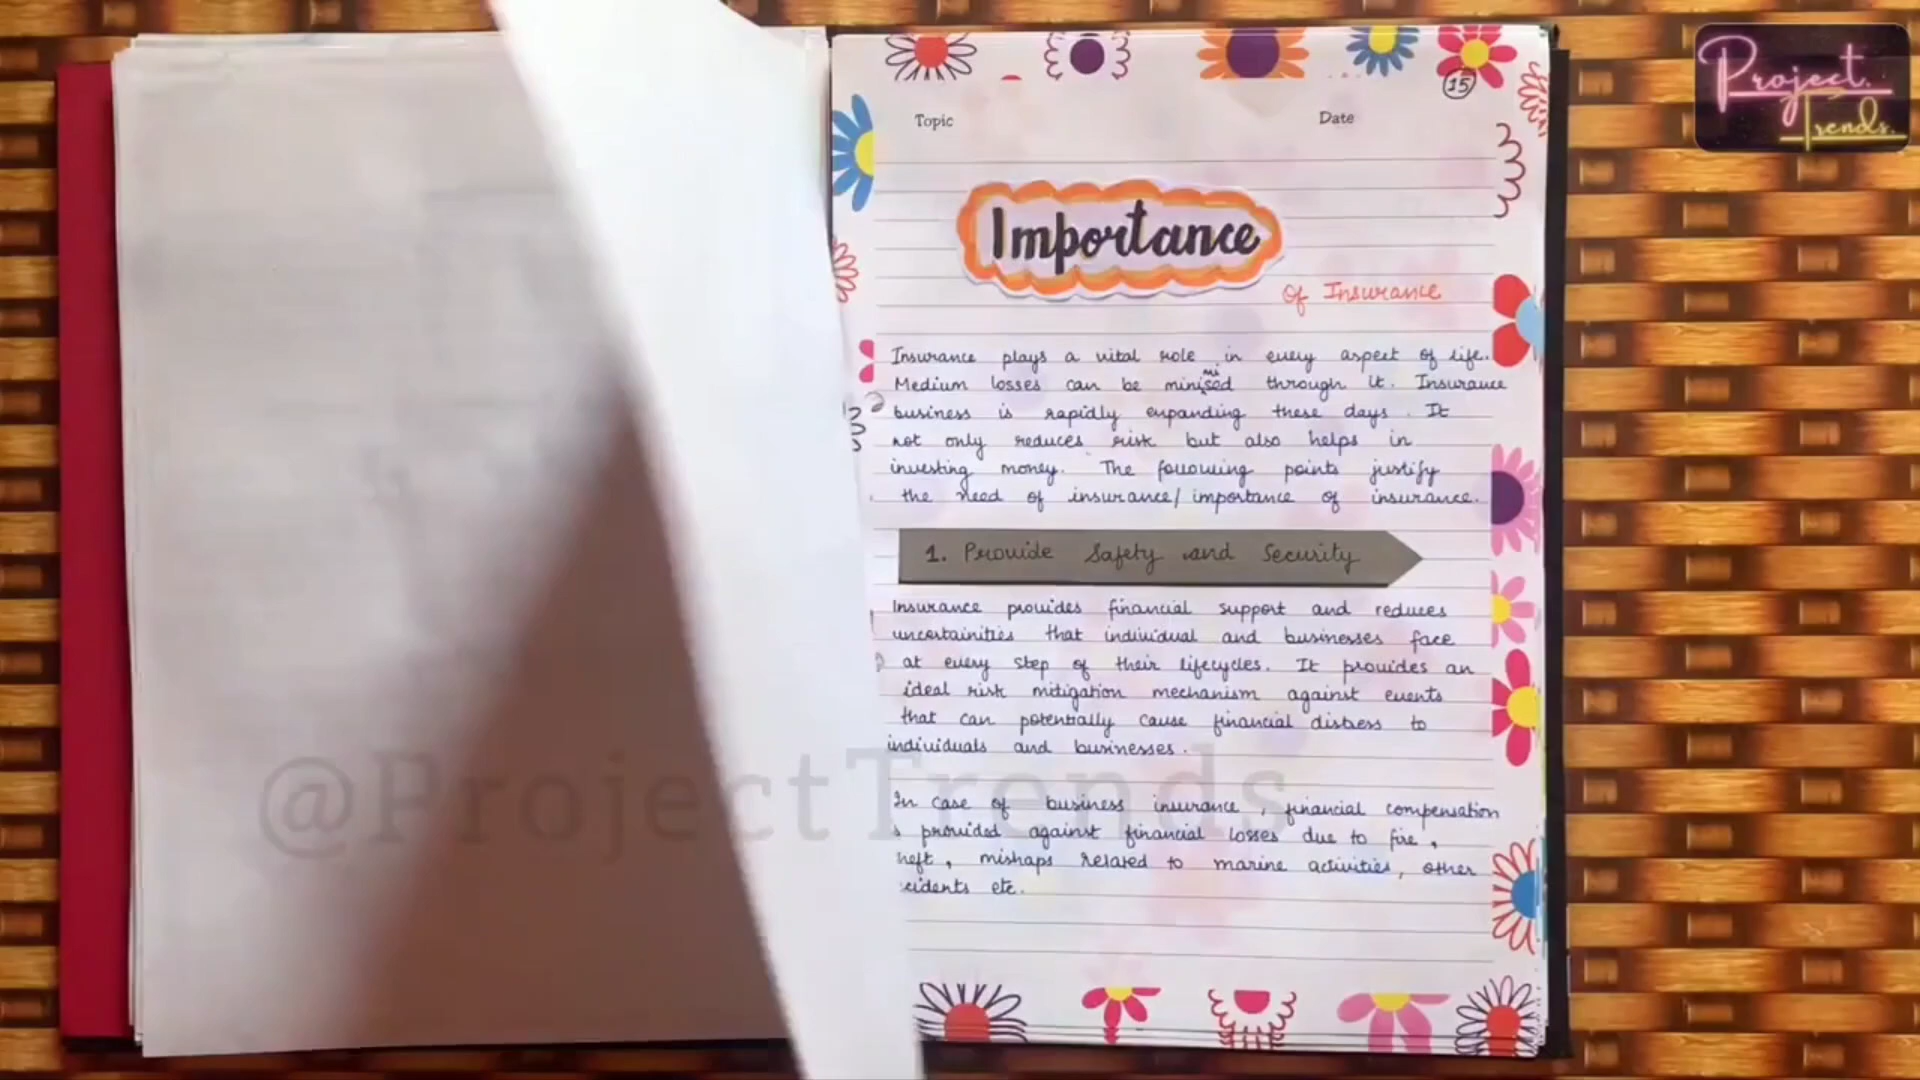 Project.
Trends.
15
Topic
Date
Importance
of Insurance
Insurance plays a vital role in every aspect of life.
Medium losses can be minimised through it. Insurance
business is rapidly expanding these days. It
not only reduces risk but also helps in
investing money. The following points justify
the need of insurance/importance of insurance.
1. Provide Safety and Security
Insurance provides financial support and reduces
uncertainities that individual and businesses face
at every step of their lifecycles. It provides an
ideal risk mitigation mechanism against events
that can potentially cause financial distress to
individuals and businesses.
@ProjectTrends
In case of business insurance, financial compensation
s provided against financial losses due to fire,
heft, mishaps related to marine activities, other
cidents etc.